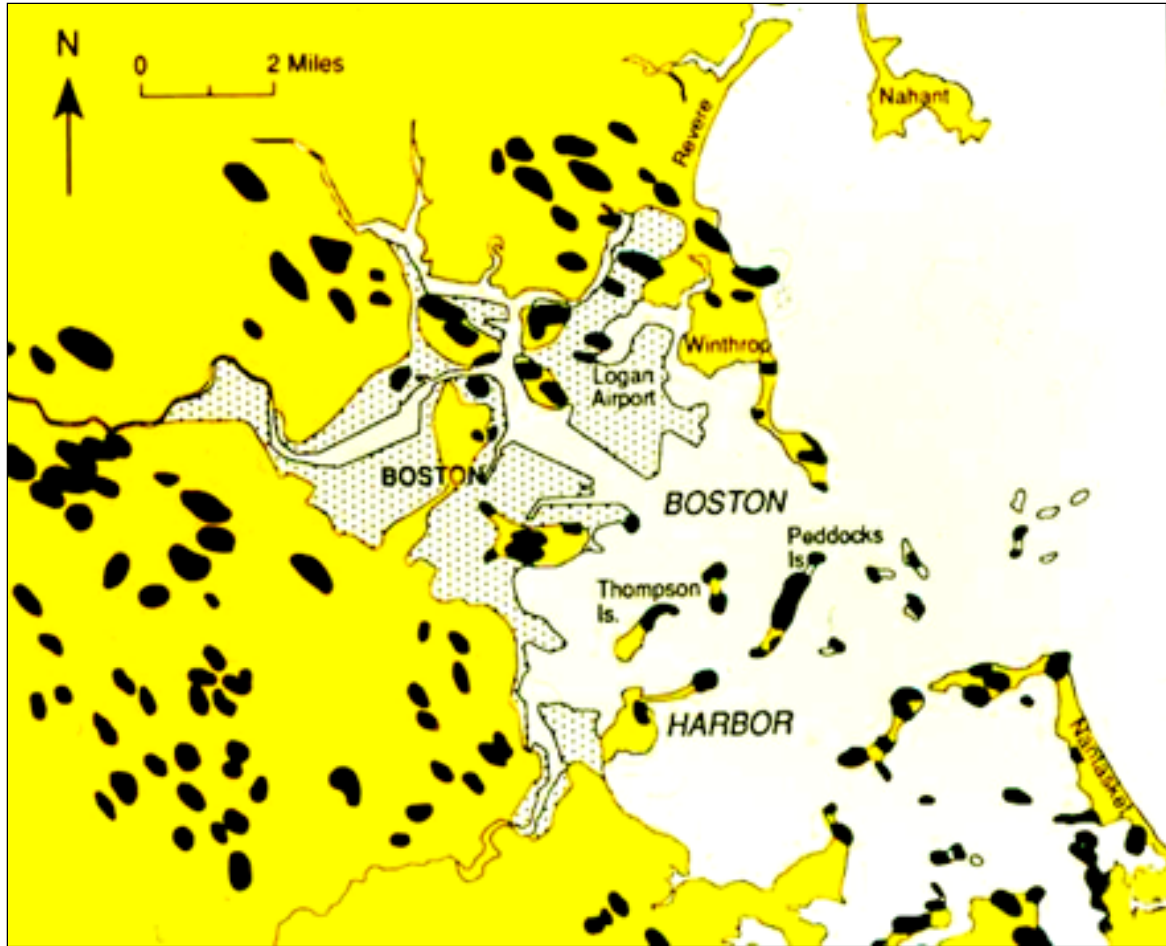 N
0 2 Miles
Nahant
Revere
Winthrop
Logan
Airport
BOSTON
BOSTON
Peddocks
Is.
Thompson
Is.
HARBOR
Nantasket